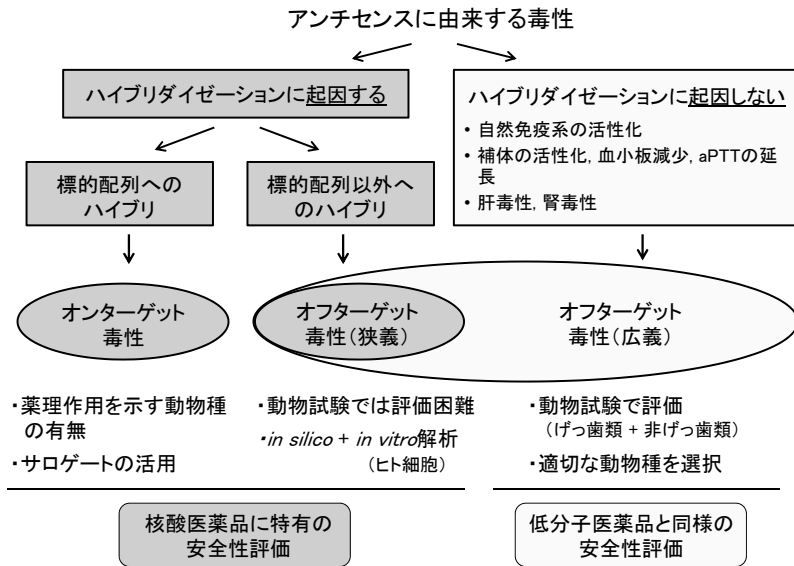 アンチセンスに由来する毒性
ハイブリダイゼーションに起因する
ハイブリダイゼーションに起因しない
• 自然免疫系の活性化
• 補体の活性化, 血小板減少, aPTTの延
長
• 肝毒性, 腎毒性
標的配列への
ハイブリ
標的配列以外へ
のハイブリ
オンターゲット
毒性
オフターゲット
毒性(狭義)
オフターゲット
毒性(広義)
・薬理作用を示す動物種
の有無
・サロゲートの活用
・動物試験では評価困難
・in silico + in vitro解析
(ヒト細胞)
・動物試験で評価
(げっ歯類 + 非げっ歯類)
・適切な動物種を選択
核酸医薬品に特有の
安全性評価
低分子医薬品と同様の
安全性評価